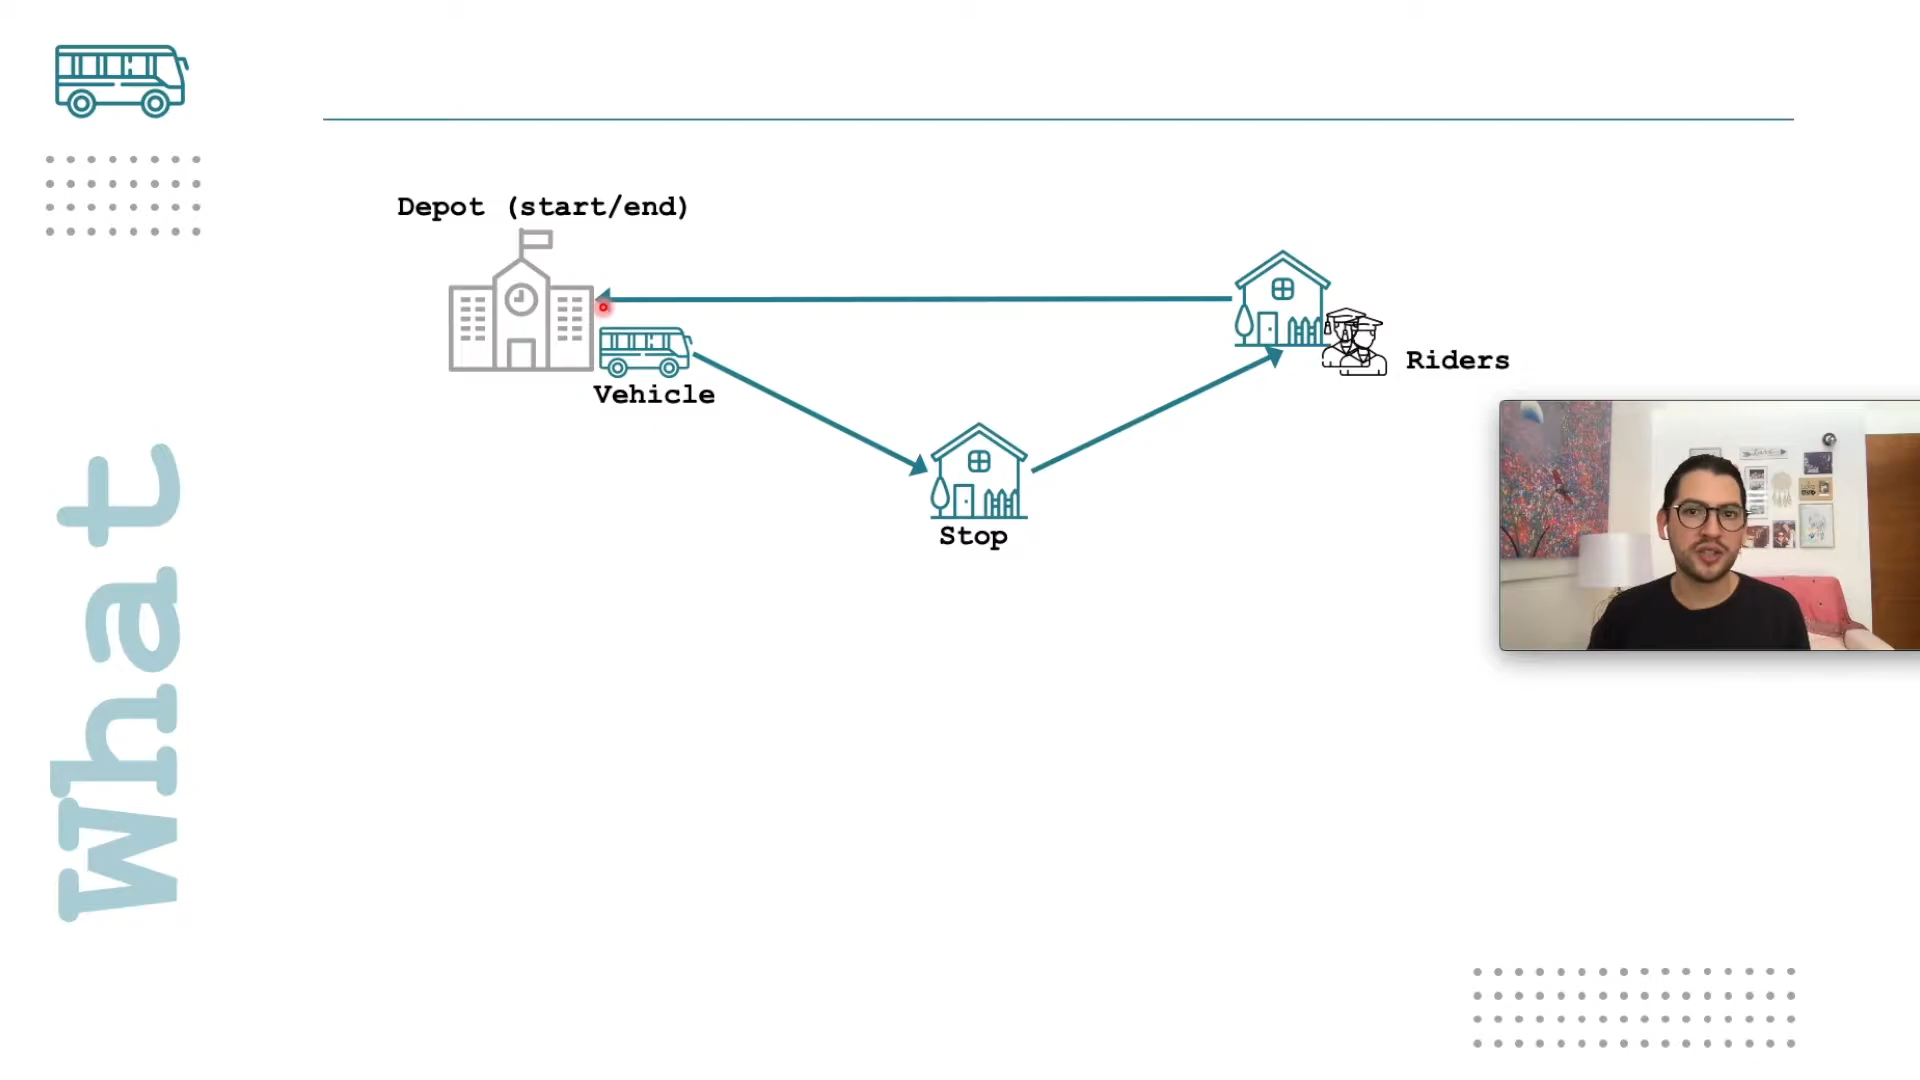 What
Depot (start/end)
Vehicle
Riders
Stop